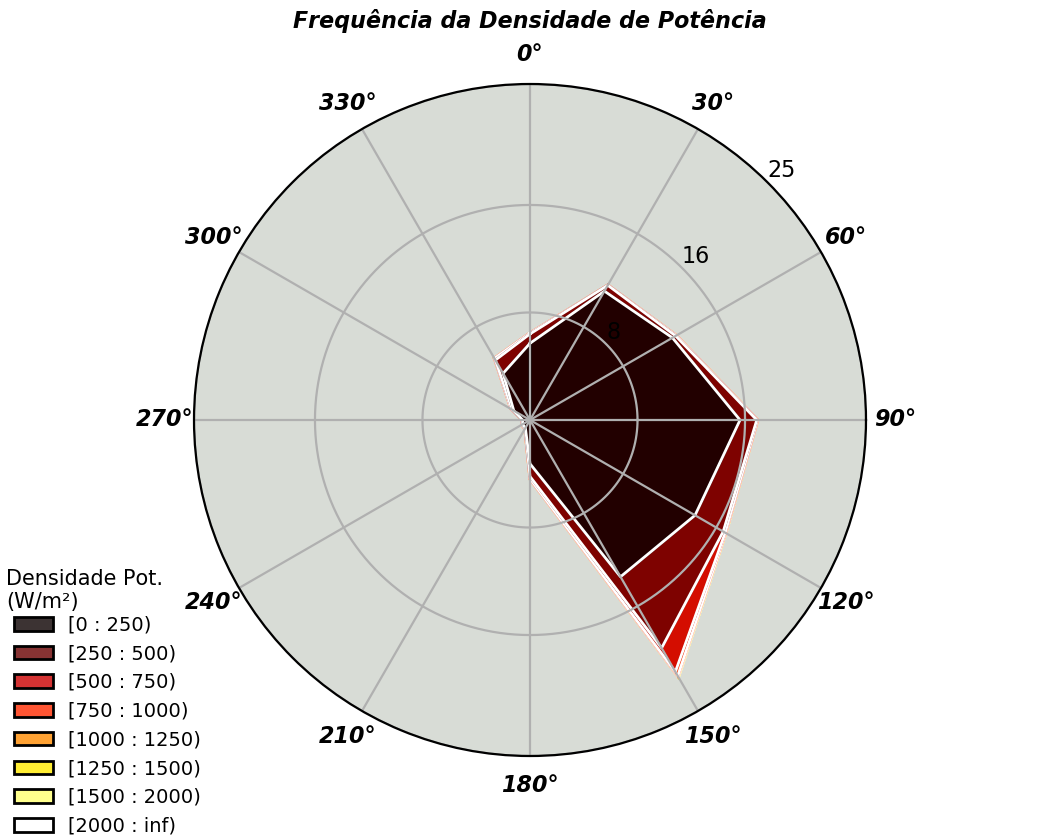 Frequência da Densidade de Potência
0°
330°
30°
25
300°
60°
16
8
270°
90°
Densidade Pot.
(W/m²)
240°
120°
[0 : 250)
[250 : 500)
[500 : 750)
[750 : 1000)
[1000 : 1250)
[1250 : 1500)
[1500 : 2000)
[2000 : inf)
210°
150°
180°